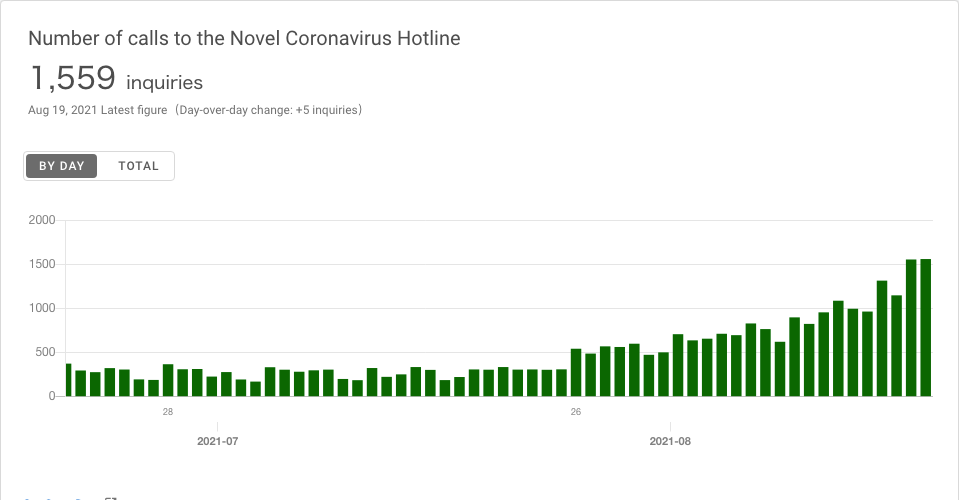 Number of calls to the Novel Coronavirus Hotline
1,559 inquiries
Aug 19, 2021 Latest figure （Day-over-day change: +5 inquiries）
BY DAY TOTAL
2000
1500
1000
500
0
28 26
2021-07 2021-08